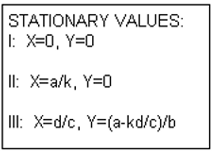 STATIONARY VALUES:
I: X=0, Y=0
II: X=a/k, Y=0
III: X=d/c, Y=(a-kd/c)/b